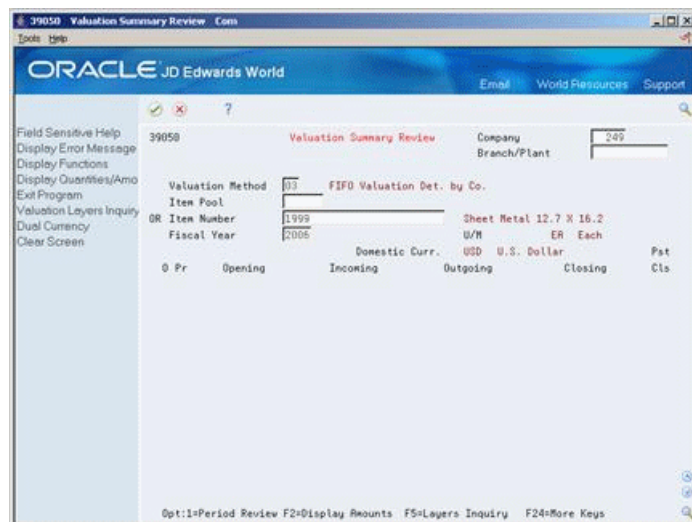 39050 Valuation Summary Review Com
Tools Help
ORACLE JD Edwards World
Email World Resources Support
?
Field Sensitive Help
Display Error Message
Display Functions
Display Quantities/Amo
Exit Program
Valuation Layers Inquiry
Dual Currency
Clear Screen
39050 Valuation Summary Review Company 249
Branch/Plant
Valuation Method 03 FIFO Valuation Det. by Co.
Item Pool
OR Item Number 1999 Sheet Metal 12.7 X 16.2
Fiscal Year 2006 U/M EA Each
Domestic Curr. USD U.S. Dollar Pst
O Pr Opening Incoming Outgoing Closing Cls
Opt:1=Period Review F2=Display Amounts F5=Layers Inquiry F24=More Keys